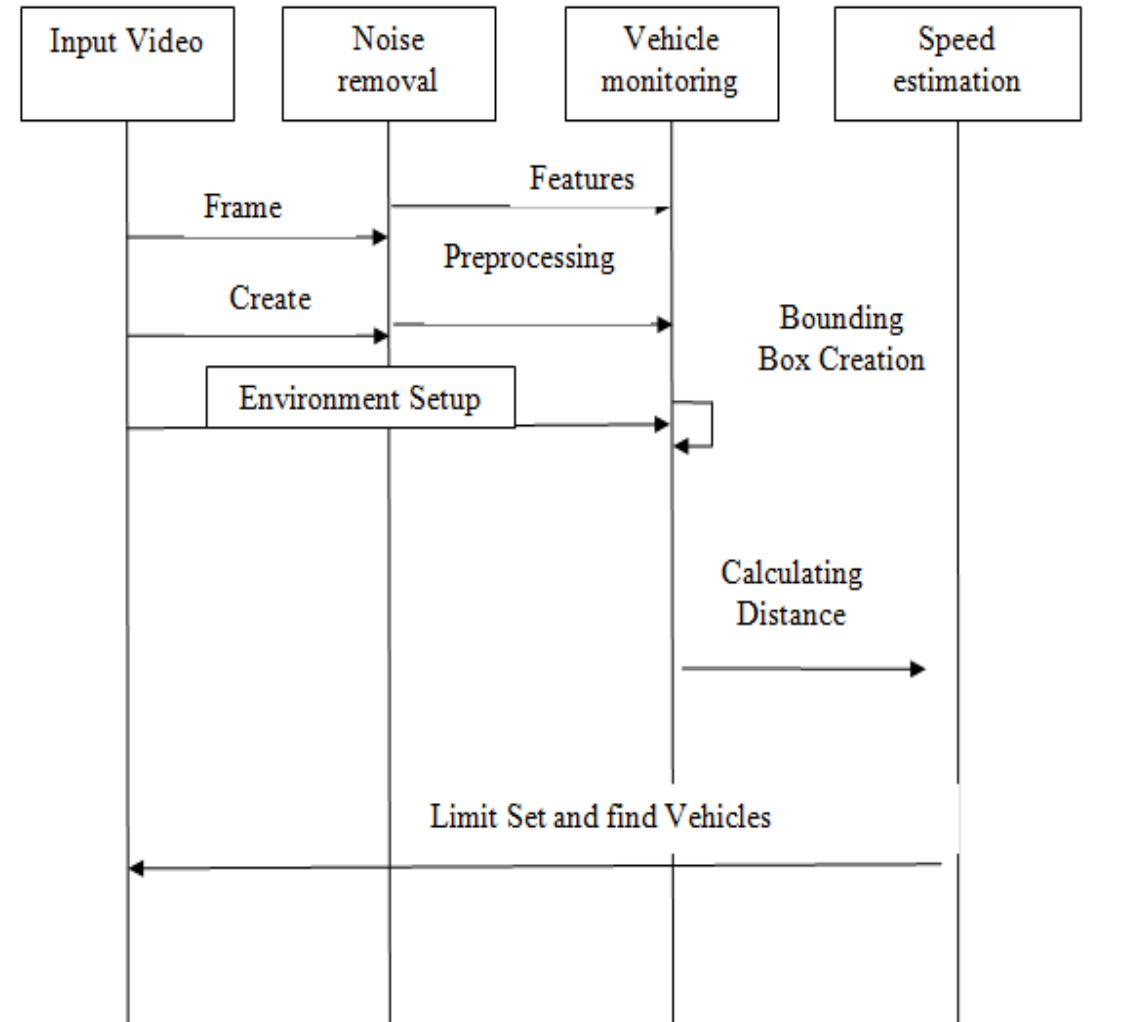 Input Video
Noise
removal
Vehicle
monitoring
Speed
estimation
Features
Frame
Preprocessing
Create
Bounding
Box Creation
Environment Setup
Calculating
Distance
Limit Set and find Vehicles